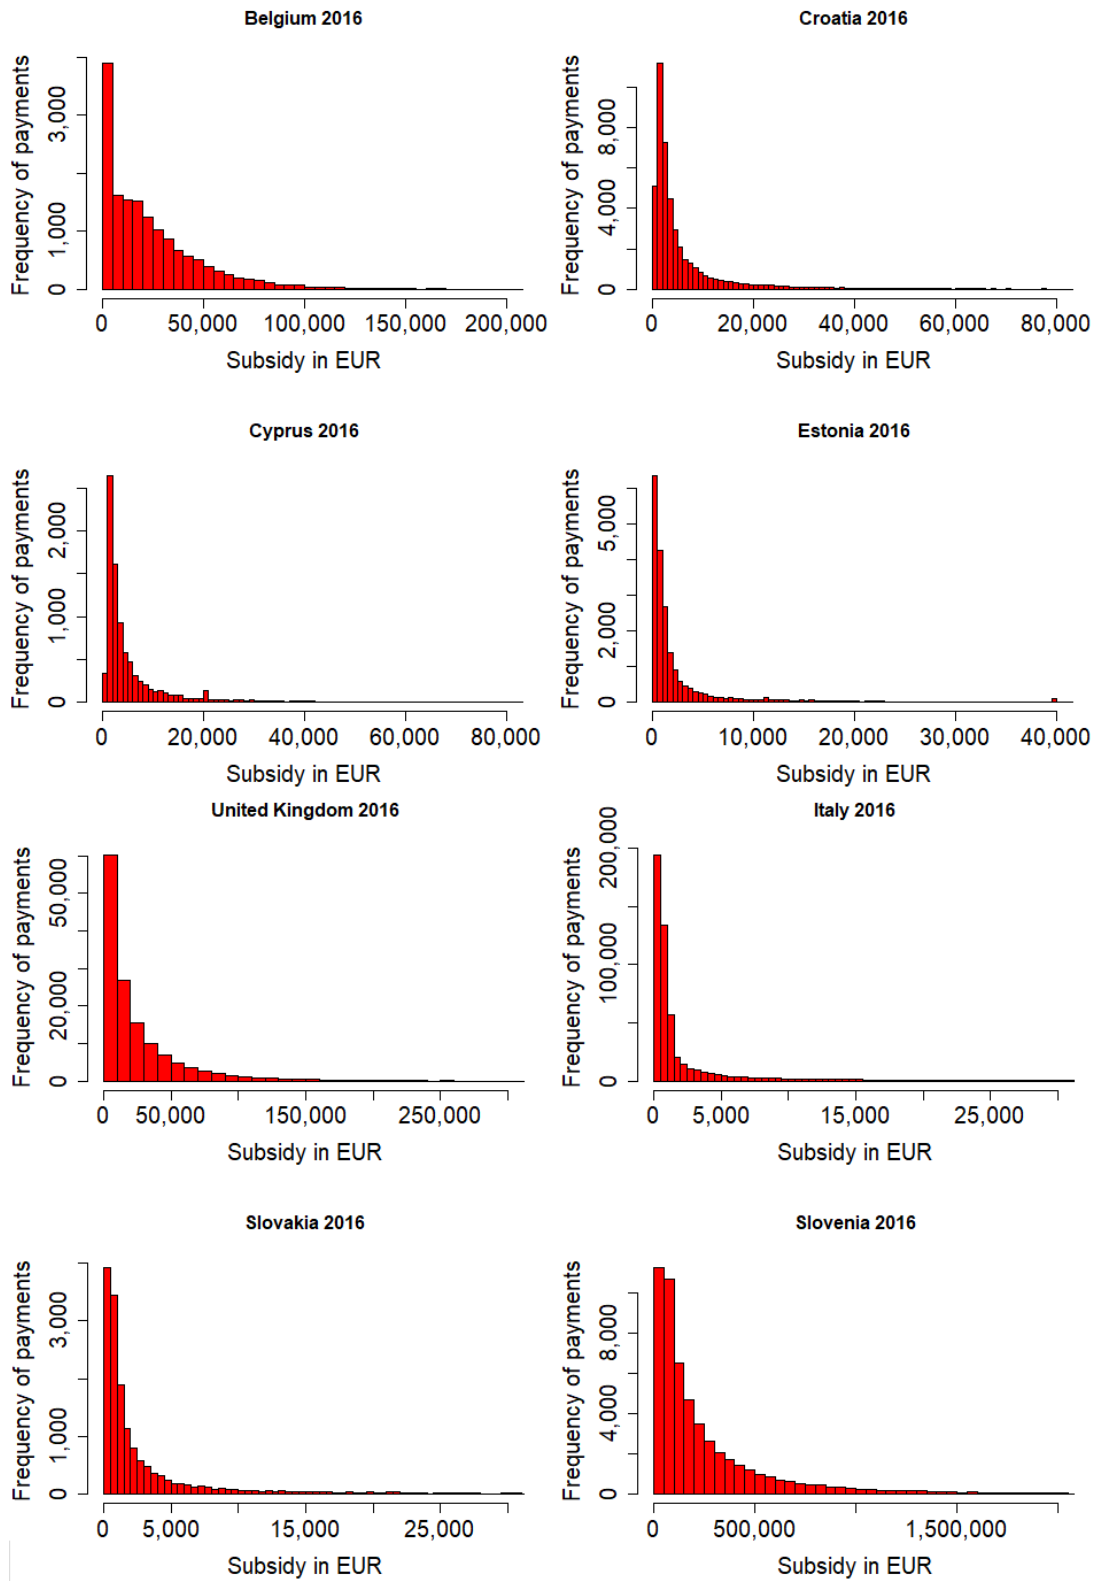 Belgium 2016
Frequency of payments
0
1,000
3,000
0
50,000
100,000
150,000
200,000
Subsidy in EUR
Croatia 2016
Frequency of payments
0
4,000
8,000
0
20,000
40,000
60,000
80,000
Subsidy in EUR
Cyprus 2016
Frequency of payments
0
1,000
2,000
0
20,000
40,000
60,000
80,000
Subsidy in EUR
Estonia 2016
Frequency of payments
0
2,000
5,000
0
10,000
20,000
30,000
40,000
Subsidy in EUR
United Kingdom 2016
Frequency of payments
0
20,000
50,000
0
50,000
150,000
250,000
Subsidy in EUR
Italy 2016
Frequency of payments
0
100,000
200,000
0
5,000
15,000
25,000
Subsidy in EUR
Slovakia 2016
Frequency of payments
0
1,000
3,000
0
5,000
15,000
25,000
Subsidy in EUR
Slovenia 2016
Frequency of payments
0
4,000
8,000
0
500,000
1,500,000
Subsidy in EUR